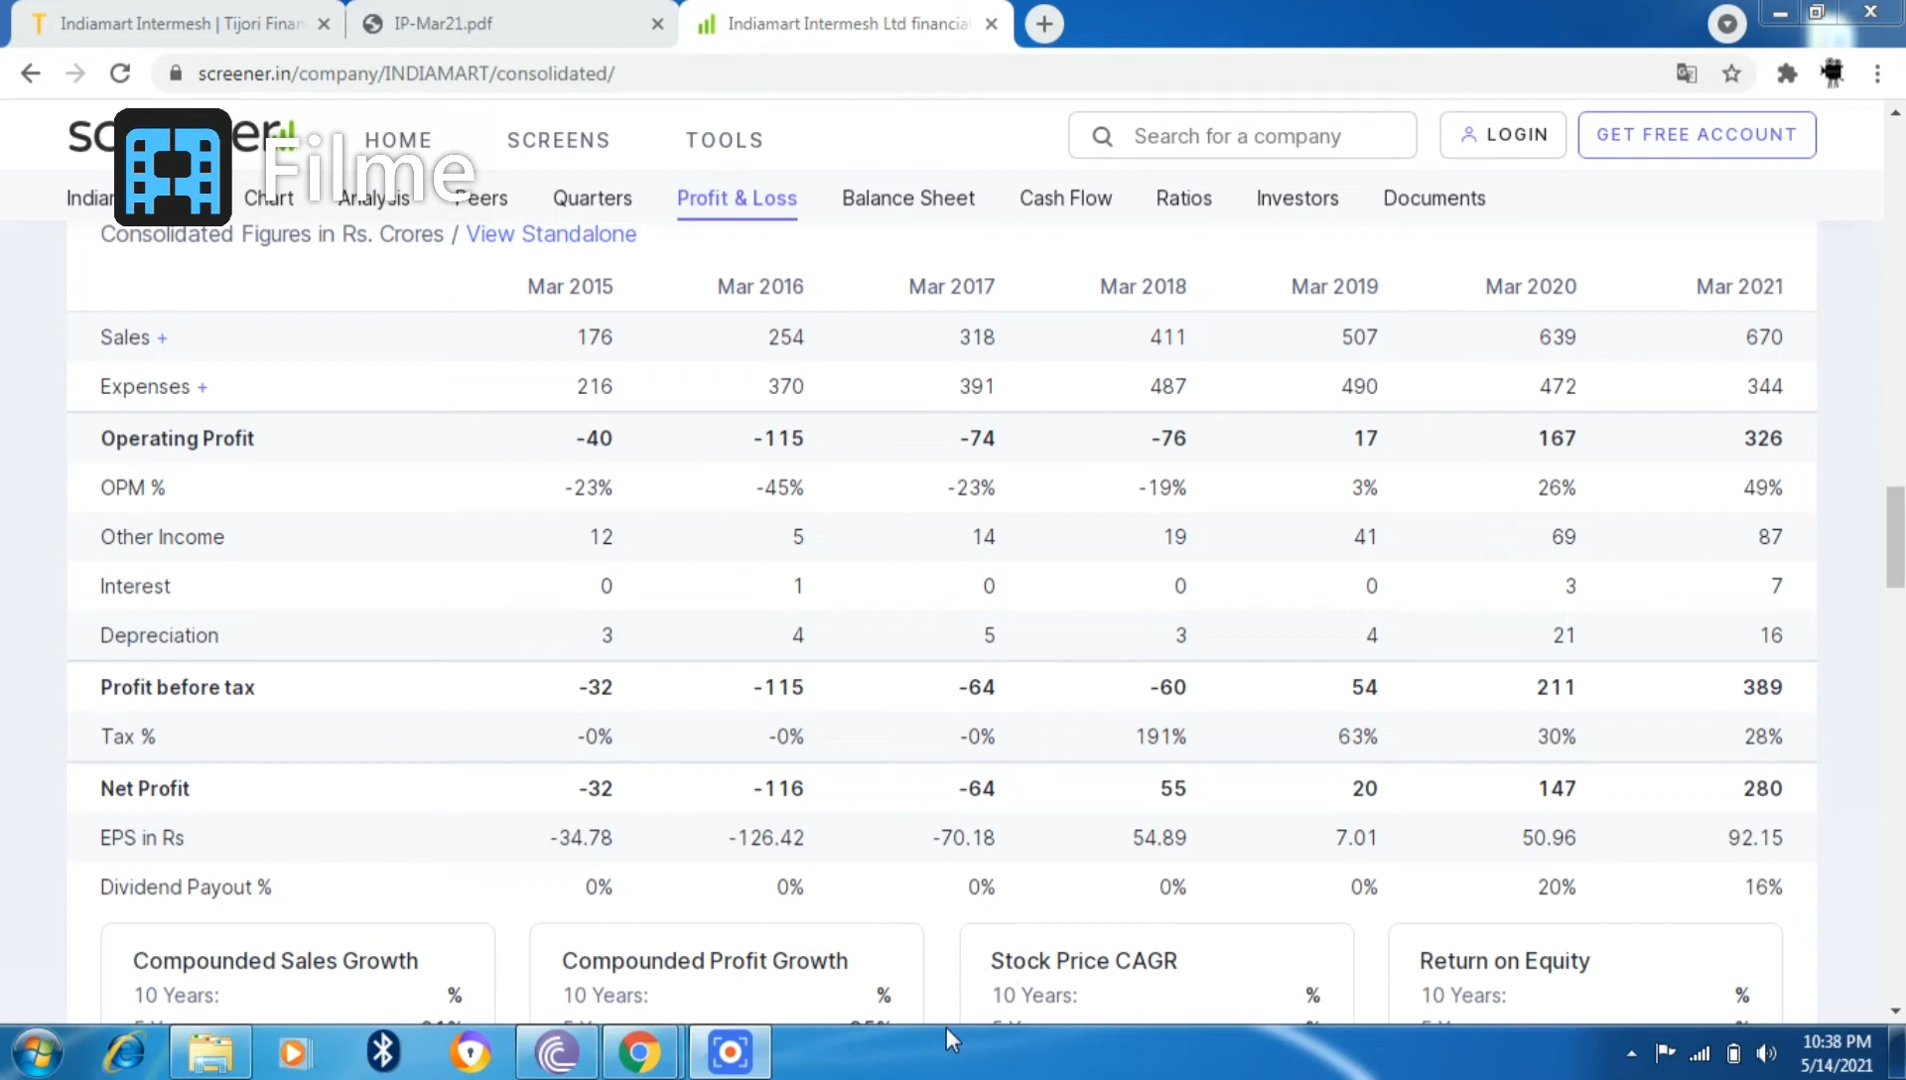 Indiamart Intermesh | Tijori Finan
IP-Mar21.pdf
Indiamart Intermesh Ltd financia
screener.in/company/INDIAMART/consolidated/
Filme
HOME SCREENS TOOLS
Search for a company
LOGIN
GET FREE ACCOUNT
Chart Analysis Peers Quarters Profit & Loss Balance Sheet Cash Flow Ratios Investors Documents
Consolidated Figures in Rs. Crores / View Standalone
Mar 2015 Mar 2016 Mar 2017 Mar 2018 Mar 2019 Mar 2020 Mar 2021
Sales + 176 254 318 411 507 639 670
Expenses + 216 370 391 487 490 472 344
Operating Profit -40 -115 -74 -76 17 167 326
OPM % -23% -45% -23% -19% 3% 26% 49%
Other Income 12 5 14 19 41 69 87
Interest 0 1 0 0 0 3 7
Depreciation 3 4 5 3 4 21 16
Profit before tax -32 -115 -64 -60 54 211 389
Tax % -0% -0% -0% 191% 63% 30% 28%
Net Profit -32 -116 -64 55 20 147 280
EPS in Rs -34.78 -126.42 -70.18 54.89 7.01 50.96 92.15
Dividend Payout % 0% 0% 0% 0% 0% 20% 16%
Compounded Sales Growth Compounded Profit Growth Stock Price CAGR Return on Equity
10 Years: % 10 Years: % 10 Years: % 10 Years: %
10:38 PM
5/14/2021